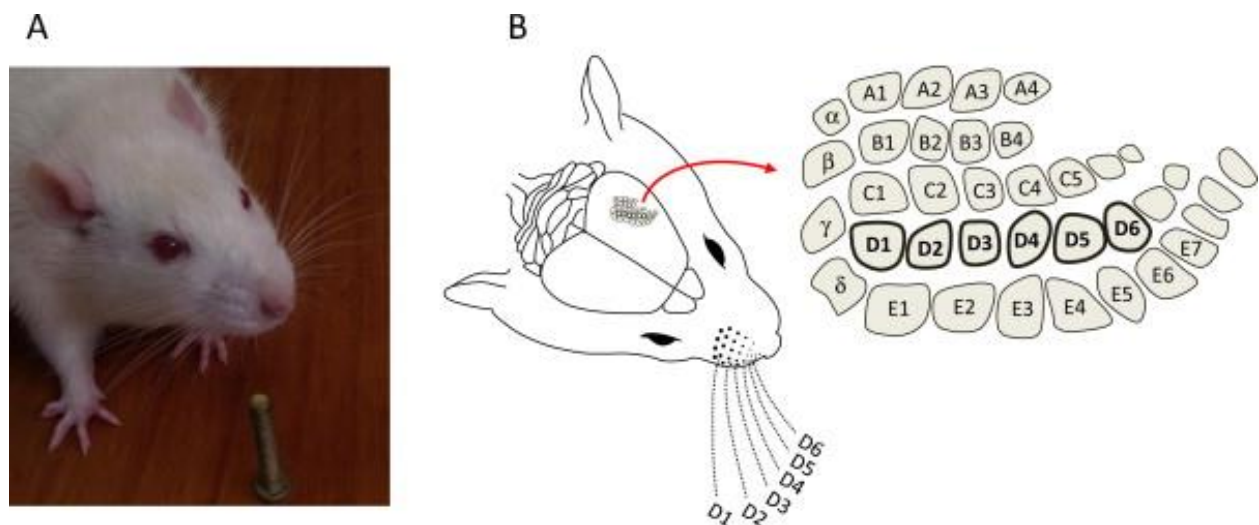 A
B
A1 A2 A3 A4
α
B1 B2 B3 B4
β
C1 C2 C3 C4 C5
γ
D1 D2 D3 D4 D5 D6
δ
E1 E2 E3 E4 E5 E6 E7
D6
D5
D4
D3
D2
D1